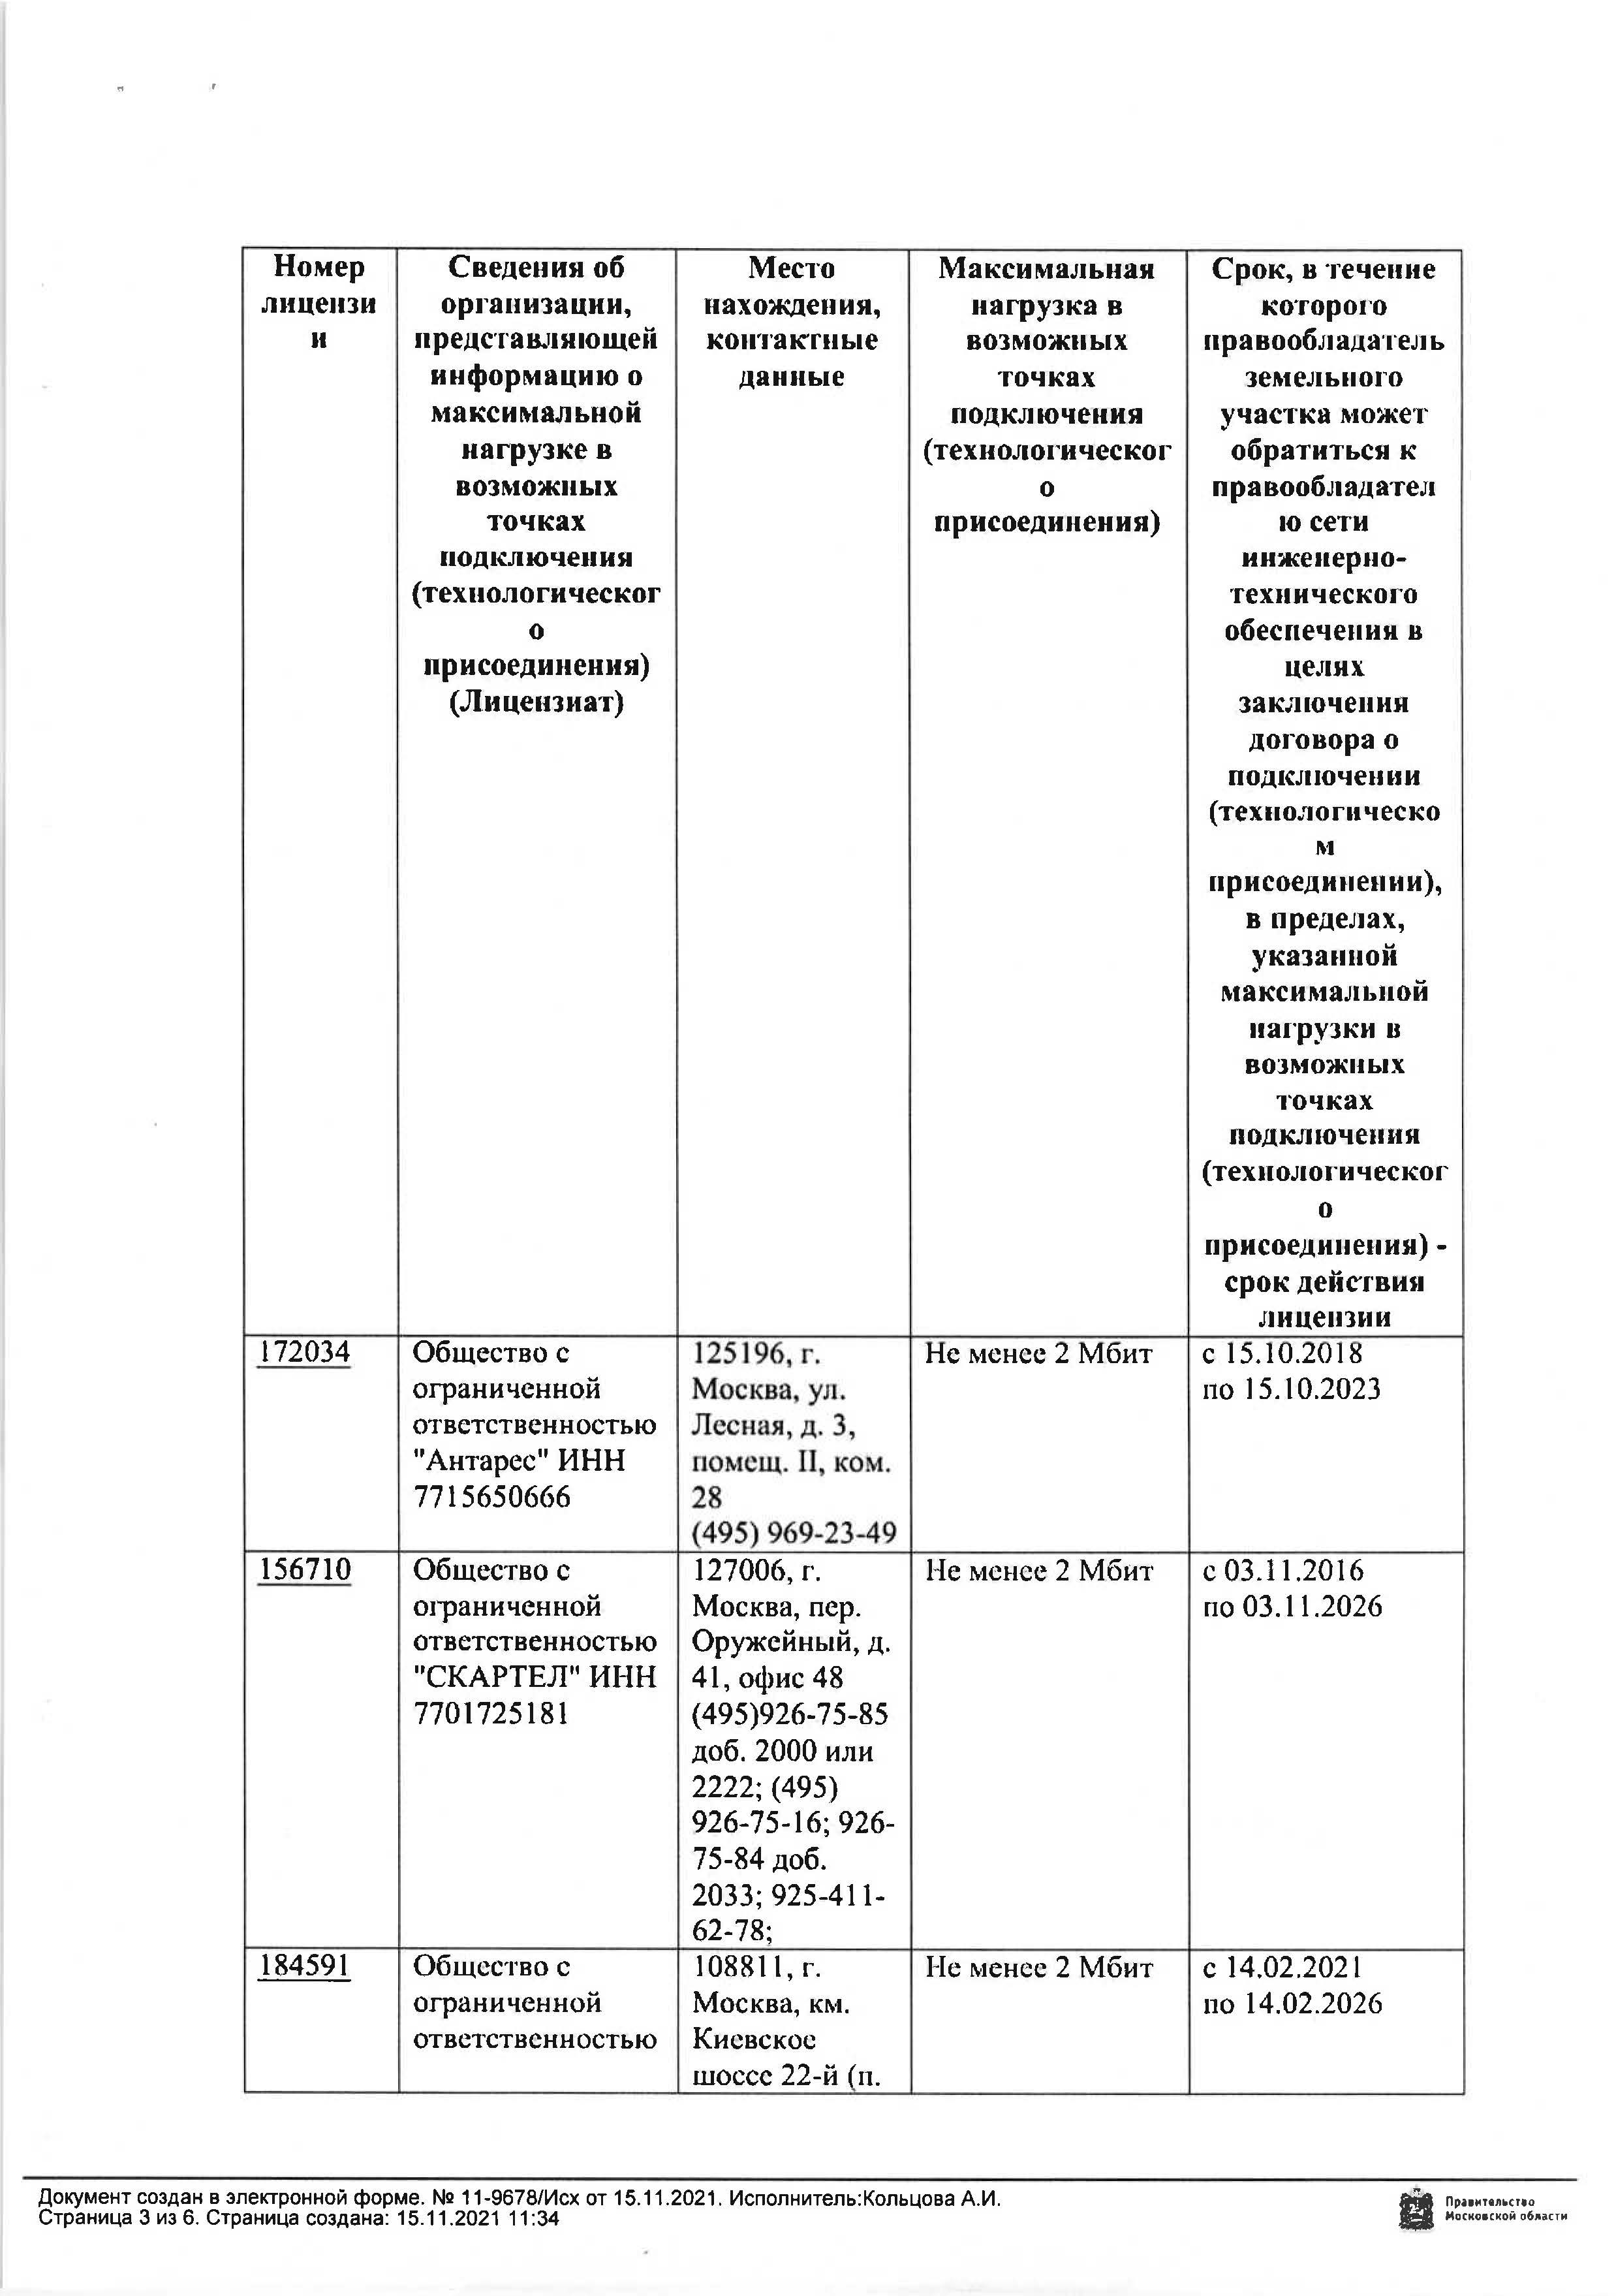 Номер
лицензи
и
Сведения об
организации,
представляющей
информацию о
максимальной
нагрузке в
возможных
точках
подключения
(технологическог
о
присоединения)
(Лицензиат)
Место
нахождения,
контактные
данные
Максимальная
нагрузка в
возможных
точках
подключения
(технологическог
о
присоединения)
Срок, в течение
которого
правообладатель
земельного
участка может
обратиться к
правообладател
ю сети
инженерно-
технического
обеспечения в
целях
заключения
договора о
подключении
(технологическо
м
присоединении),
в пределах,
указанной
максимальной
нагрузки в
возможных
точках
подключения
(технологическог
о
присоединения) -
срок действия
лицензии
172034
Общество с
ограниченной
ответственностью
"Антарес" ИНН
7715650666
125196, г.
Москва, ул.
Лесная, д. 3,
помещ. II, ком.
28
(495) 969-23-49
Не менее 2 Мбит
с 15.10.2018
по 15.10.2023
156710
Общество с
ограниченной
ответственностью
"СКАРТЕЛ" ИНН
7701725181
127006, г.
Москва, пер.
Оружейный, д.
41, офис 48
(495)926-75-85
доб. 2000 или
2222; (495)
926-75-16; 926-
75-84 доб.
2033; 925-411-
62-78;
Не менее 2 Мбит
с 03.11.2016
по 03.11.2026
184591
Общество с
ограниченной
ответственностью
108811, г.
Москва, км.
Киевское
шоссе 22-й (п.
Не менее 2 Мбит
с 14.02.2021
по 14.02.2026
Документ создан в электронной форме. № 11-9678/Исх от 15.11.2021. Исполнитель:Кольцова А.И.
Страница 3 из 6. Страница создана: 15.11.2021 11:34
Правительство
Московской области